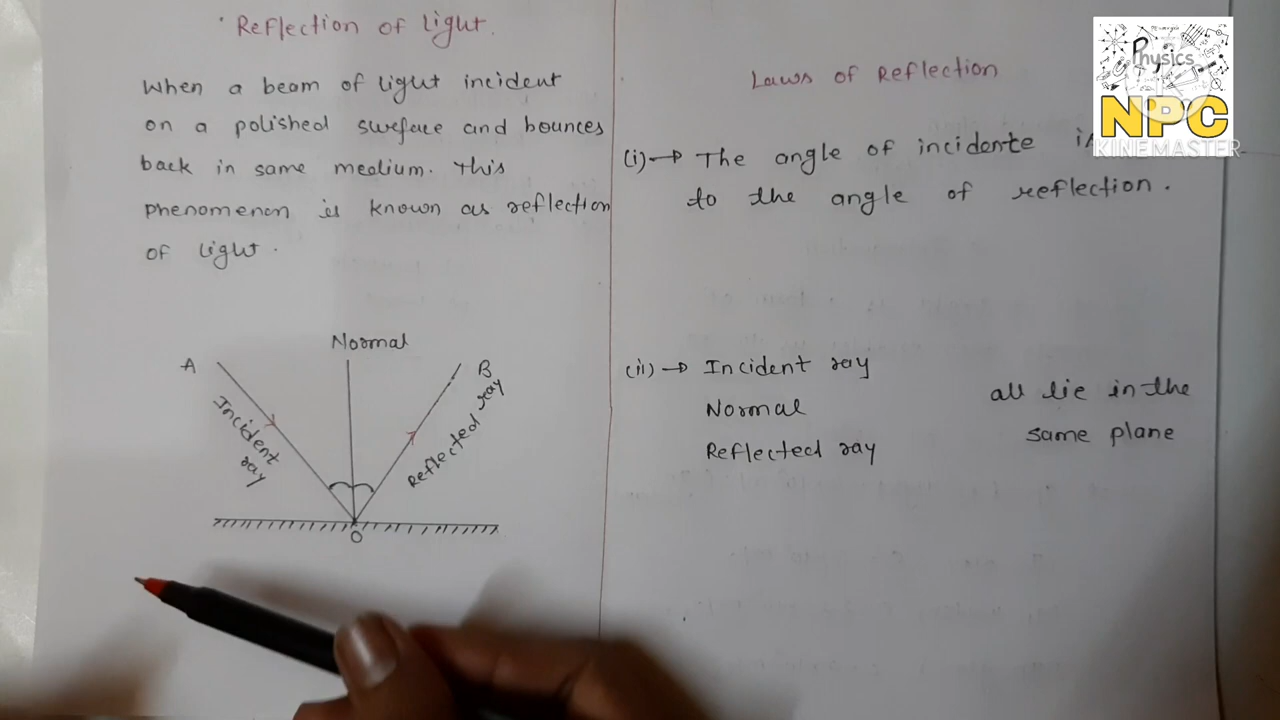 Reflection of light.
When a beam of light incident
on a polished surface and bounces
back in same medium. This
phenomenon is known as reflection
of light.
Normal
A
B
Incident
ray
Reflected ray
O
Laws of Reflection
(i)→ The angle of incidente
to the angle of reflection.
(ii)→ Incident ray
Normal
Reflected ray
all lie in the
same plane
Physics
NPC
KINEMASTER